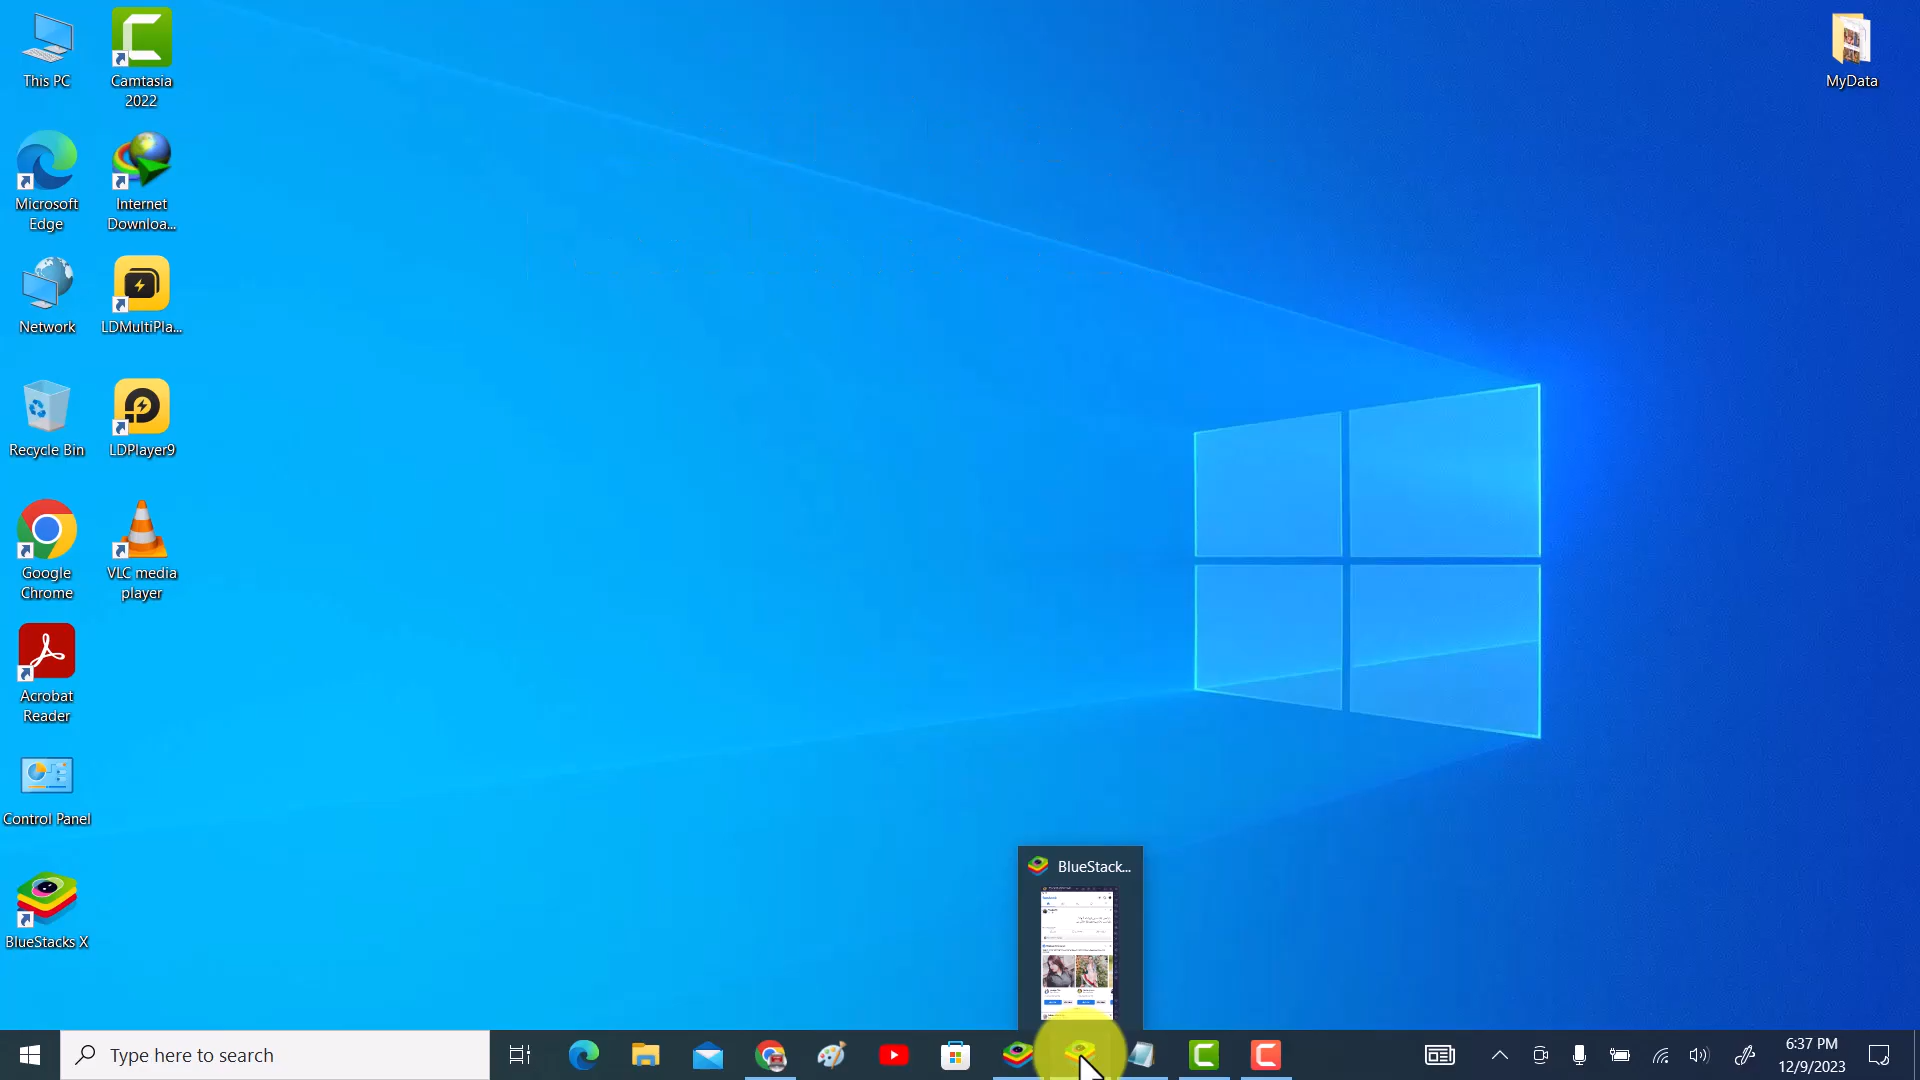 This PC
Camtasia
2022
MyData
Microsoft
Edge
Internet
Downloa...
Network
LDMultiPla...
Recycle Bin
LDPlayer9
Google
Chrome
VLC media
player
Acrobat
Reader
Control Panel
BlueStacks X
BlueStack...
Type here to search
6:37 PM
12/9/2023